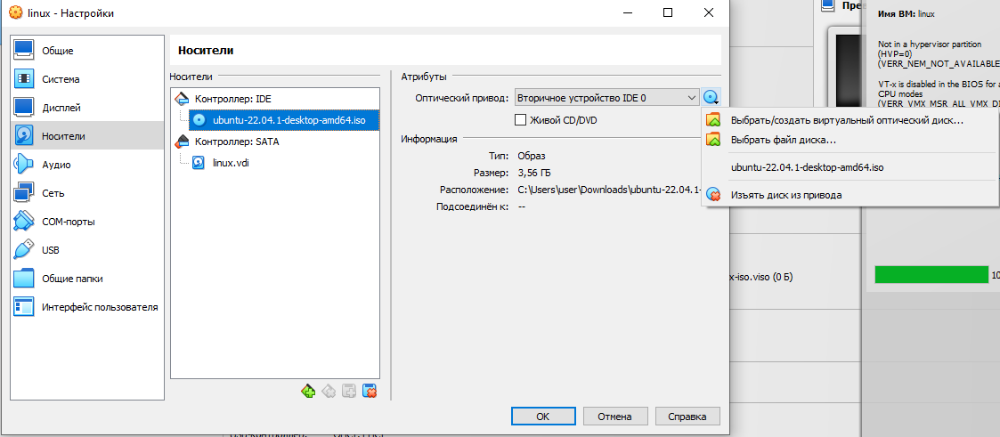 linux - Настройки
Общие
Система
Дисплей
Носители
Аудио
Сеть
COM-порты
USB
Общие папки
Интерфейс пользователя
Носители
Носители
Контроллер: IDE
ubuntu-22.04.1-desktop-amd64.iso
Контроллер: SATA
linux.vdi
Атрибуты
Оптический привод: Вторичное устройство IDE 0
Живой CD/DVD
Информация
Тип: Образ
Размер: 3,56 ГБ
Расположение: C:\Users\user\Downloads\ubuntu-22.04.1-
Подсоединён к: --
Выбрать/создать виртуальный оптический диск...
Выбрать файл диска...
ubuntu-22.04.1-desktop-amd64.iso
Изъять диск из привода
OK
Отмена
Справка
Имя ВМ: linux
Not in a hypervisor partition
(HVP=0)
(VERR_NEM_NOT_AVAILABLE
VT-x is disabled in the BIOS for a
CPU modes
(VERR_VMX_MSR_ALL_VMX_DI
x-iso.viso (0 Б)
10